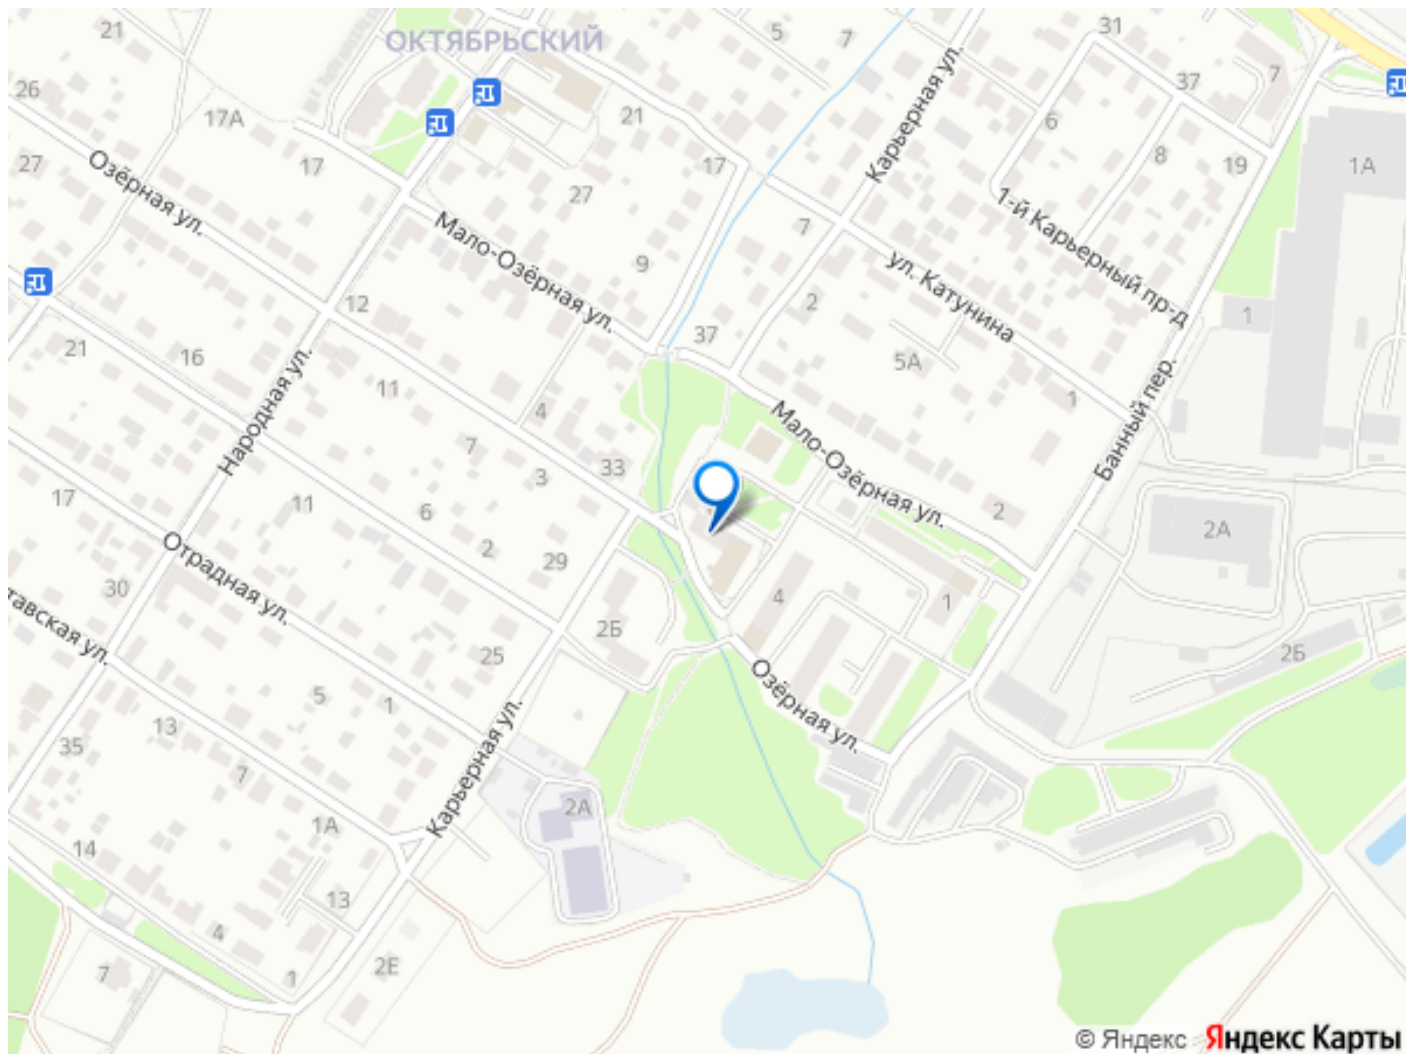 21
ОКТЯБРЬСКИЙ
5
7
31
26
17А
21
Карьерная ул.
37
7
6
8
19
1А
27
Озёрная ул.
17
27
17
Мало-Озёрная ул.
9
7
1-й Карьерный пр-д
ул. Катунина
12
2
1
21
16
37
5А
Народная ул.
11
4
1
Банный пер.
7
33
3
Мало-Озёрная ул.
17
11
6
2
2А
Отрадная ул.
2
29
30
4
1
тавская ул.
2Б
25
2Б
Озёрная ул.
5
1
13
35
Карьерная ул.
7
2А
1А
14
13
4
7
1
2Е
© Яндекс Яндекс Карты